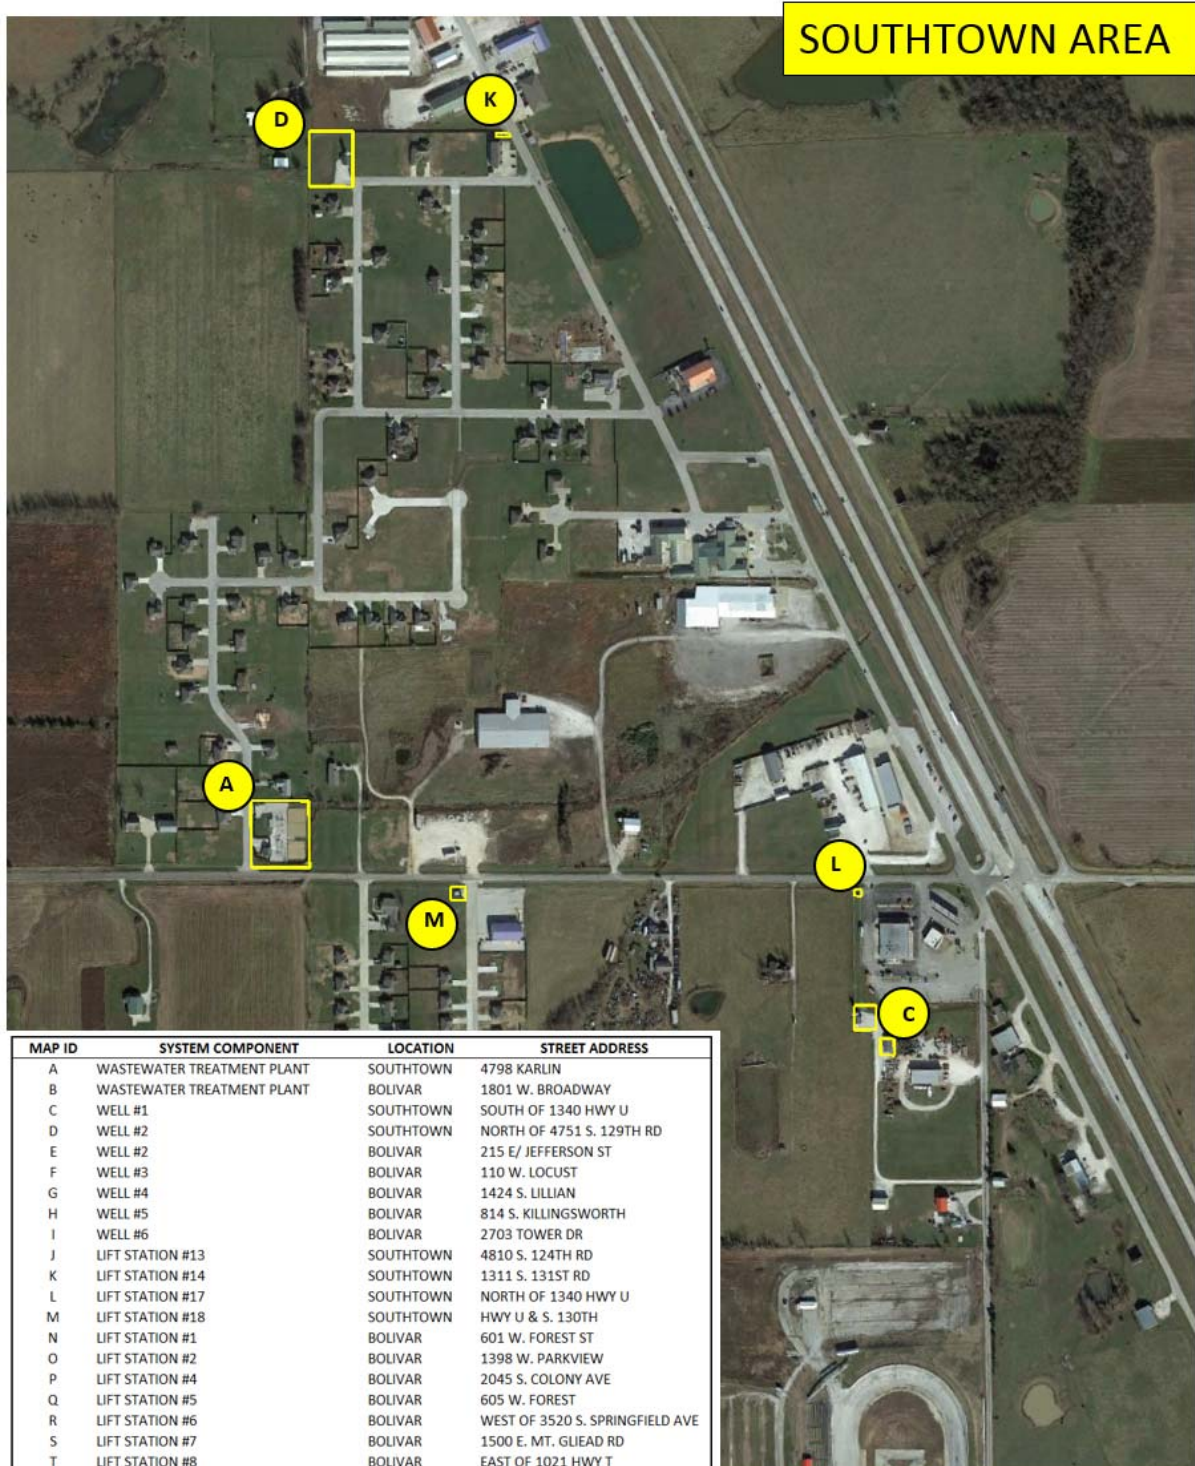 SOUTHTOWN AREA
K
D
A
L
M
C
MAP ID SYSTEM COMPONENT LOCATION STREET ADDRESS
A WASTEWATER TREATMENT PLANT SOUTHTOWN 4798 KARLIN
B WASTEWATER TREATMENT PLANT BOLIVAR 1801 W. BROADWAY
C WELL #1 SOUTHTOWN SOUTH OF 1340 HWY U
D WELL #2 SOUTHTOWN NORTH OF 4751 S. 129TH RD
E WELL #2 BOLIVAR 215 E/ JEFFERSON ST
F WELL #3 BOLIVAR 110 W. LOCUST
G WELL #4 BOLIVAR 1424 S. LILLIAN
H WELL #5 BOLIVAR 814 S. KILLINGSWORTH
I WELL #6 BOLIVAR 2703 TOWER DR
J LIFT STATION #13 SOUTHTOWN 4810 S. 124TH RD
K LIFT STATION #14 SOUTHTOWN 1311 S. 131ST RD
L LIFT STATION #17 SOUTHTOWN NORTH OF 1340 HWY U
M LIFT STATION #18 SOUTHTOWN HWY U & S. 130TH
N LIFT STATION #1 BOLIVAR 601 W. FOREST ST
O LIFT STATION #2 BOLIVAR 1398 W. PARKVIEW
P LIFT STATION #4 BOLIVAR 2045 S. COLONY AVE
Q LIFT STATION #5 BOLIVAR 605 W. FOREST
R LIFT STATION #6 BOLIVAR WEST OF 3520 S. SPRINGFIELD AVE
S LIFT STATION #7 BOLIVAR 1500 E. MT. GLIEAD RD
T LIFT STATION #8 BOLIVAR EAST OF 1021 HWY T